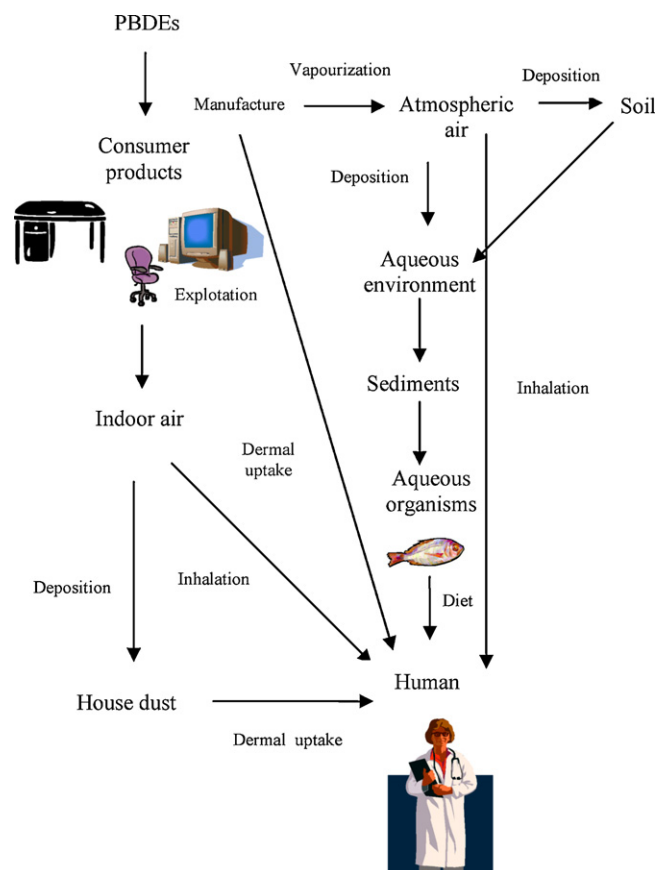 PBDEs
Vapourization
Deposition
Manufacture
Atmospheric
air
Soil
Consumer
products
Deposition
Explotation
Aqueous
environment
Sediments
Inhalation
Indoor air
Dermal
uptake
Aqueous
organisms
Deposition
Inhalation
Diet
Human
House dust
Dermal uptake